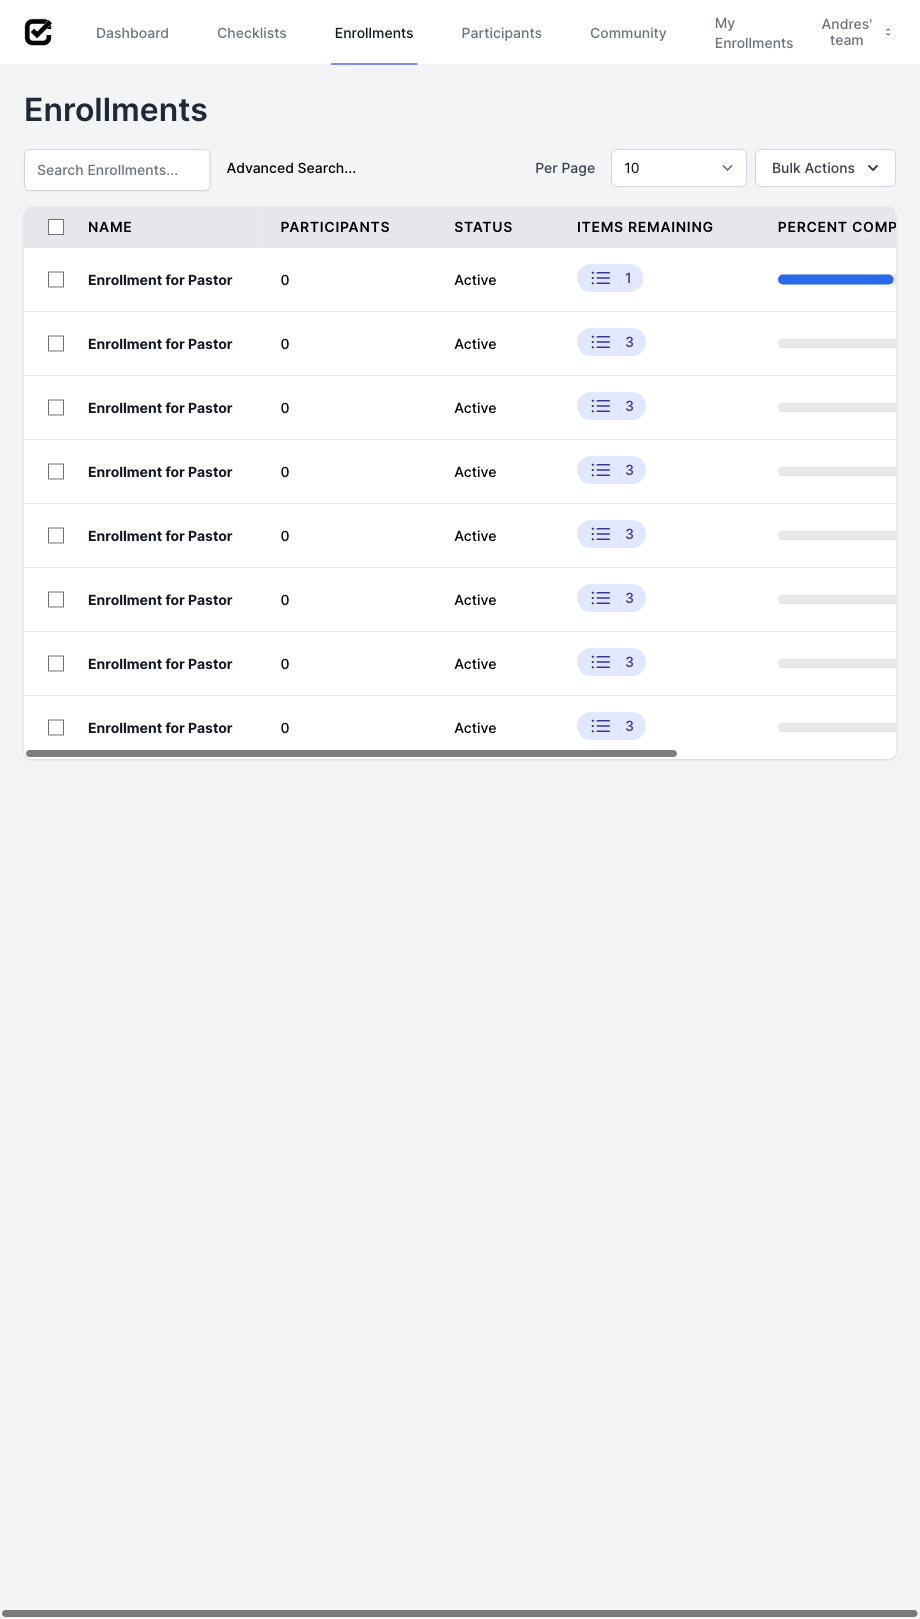 Dashboard
Checklists
Enrollments
Participants
Community
My
Enrollments
Andres'
team
Enrollments
Search Enrollments...
Advanced Search...
Per Page
10
Bulk Actions
NAME PARTICIPANTS STATUS ITEMS REMAINING PERCENT COMP
Enrollment for Pastor 0 Active 1
Enrollment for Pastor 0 Active 3
Enrollment for Pastor 0 Active 3
Enrollment for Pastor 0 Active 3
Enrollment for Pastor 0 Active 3
Enrollment for Pastor 0 Active 3
Enrollment for Pastor 0 Active 3
Enrollment for Pastor 0 Active 3